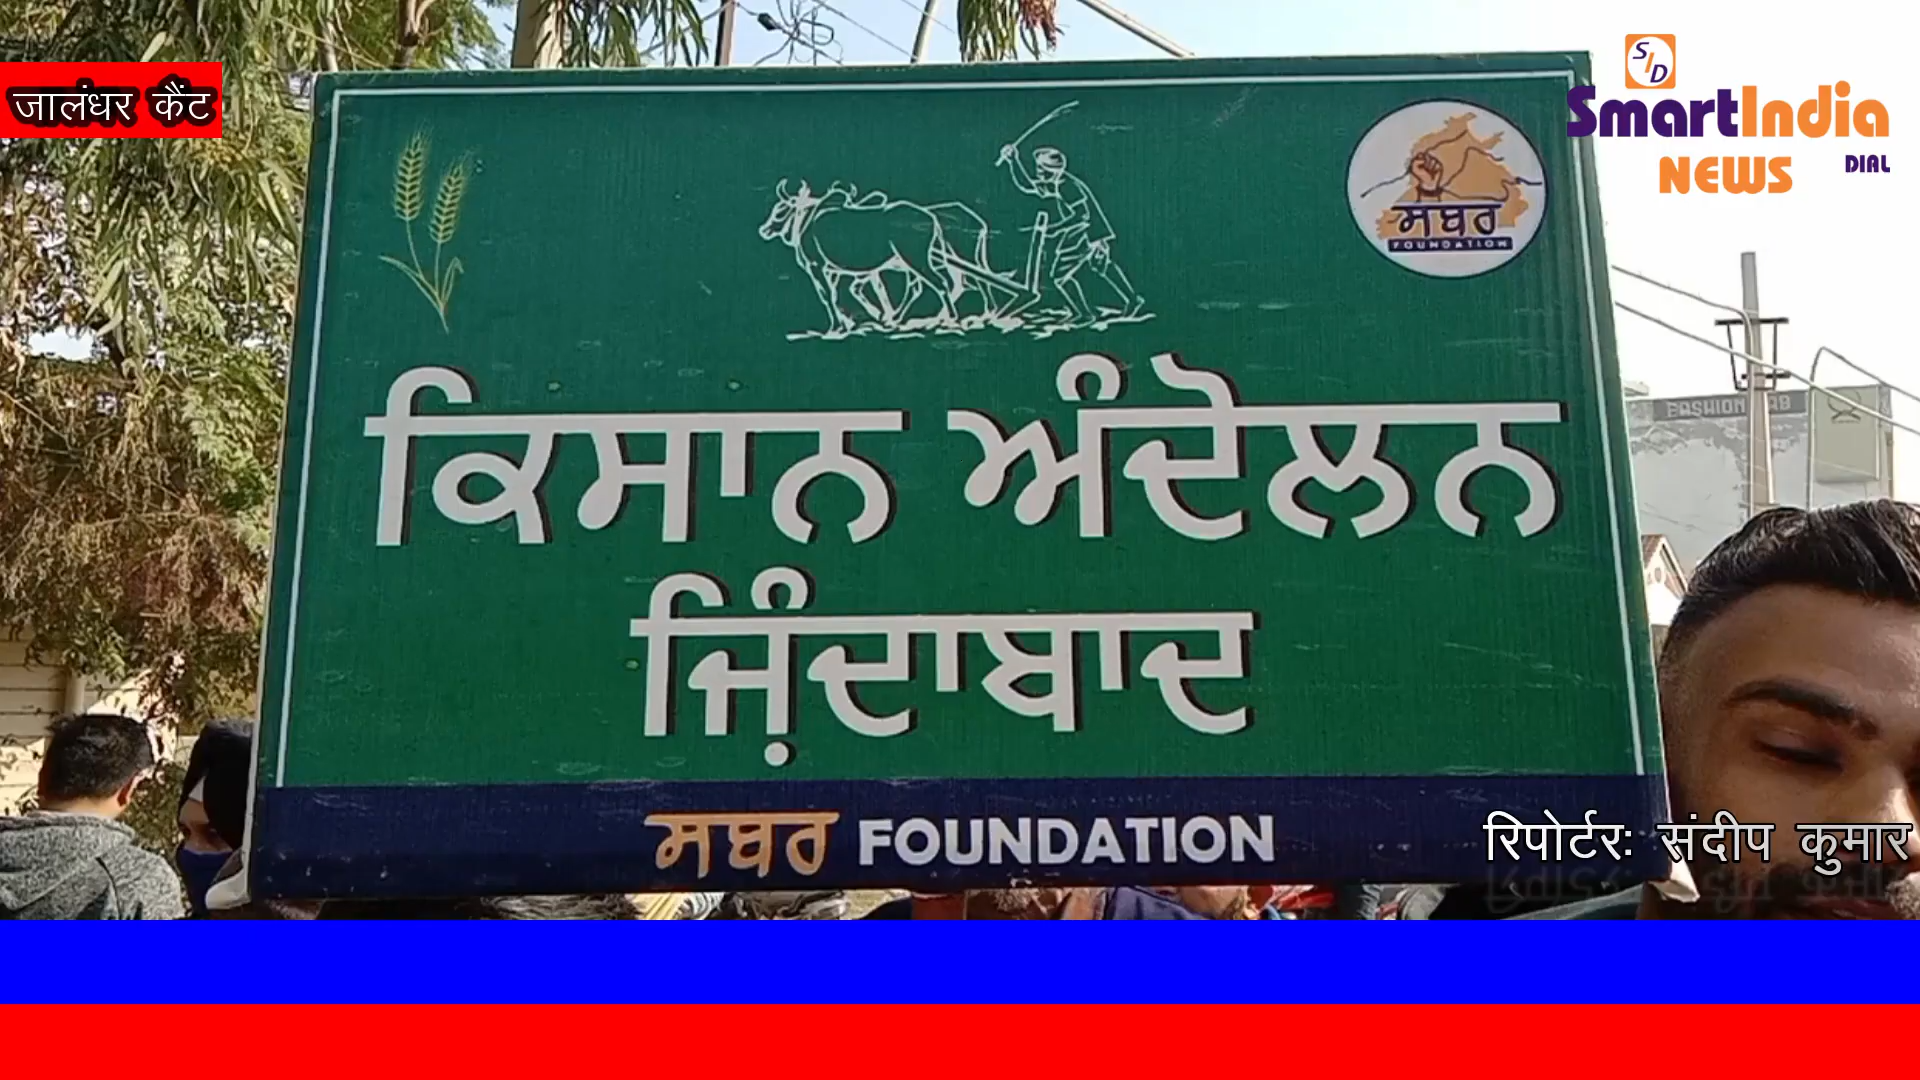 जालंधर कैंट
S/D
SmartIndia
NEWS DIAL
ਸਬਰ
FOUNDATION
ਕਿਸਾਨ ਅੰਦੋਲਨ
ਜ਼ਿੰਦਾਬਾਦ
ਸਬਰ FOUNDATION
रिपोर्टर: संदीप कुमार